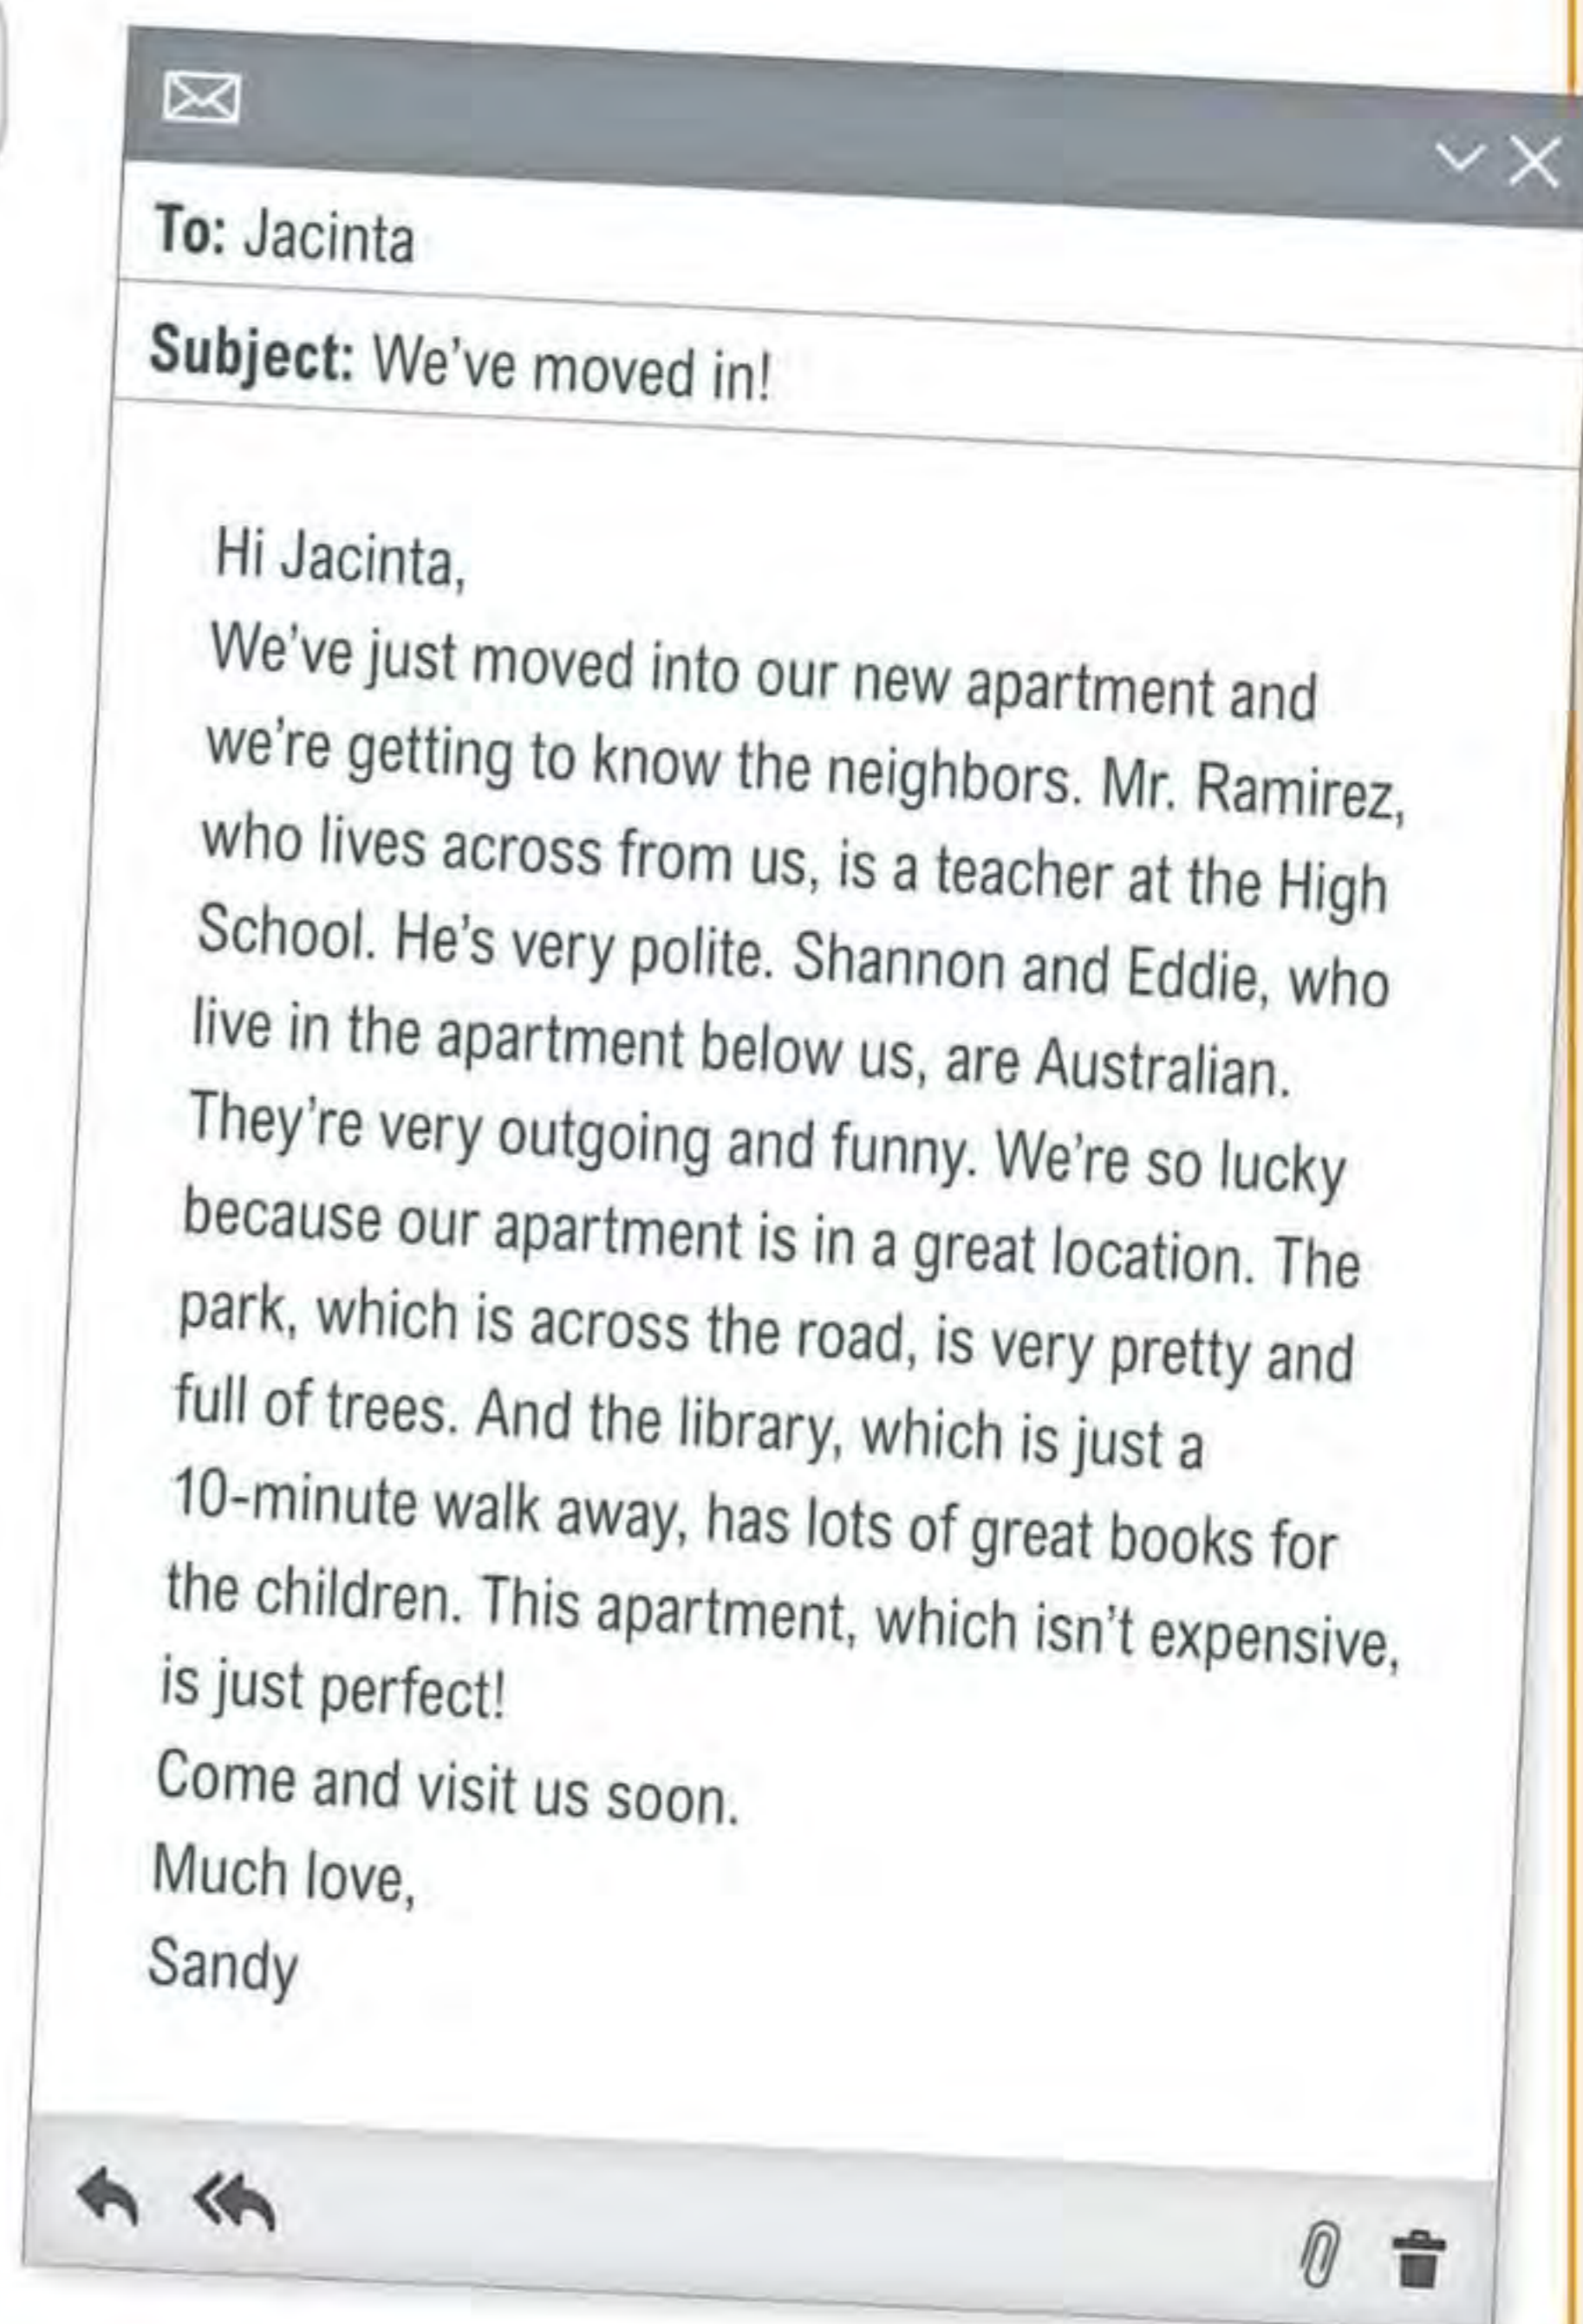 To: Jacinta
Subject: We've moved in!
Hi Jacinta,
We've just moved into our new apartment and
we're getting to know the neighbors. Mr. Ramirez,
who lives across from us, is a teacher at the High
School. He's very polite. Shannon and Eddie, who
live in the apartment below us, are Australian.
They're very outgoing and funny. We're so lucky
because our apartment is in a great location. The
park, which is across the road, is very pretty and
full of trees. And the library, which is just a
10-minute walk away, has lots of great books for
the children. This apartment, which isn't expensive,
is just perfect!
Come and visit us soon.
Much love,
Sandy